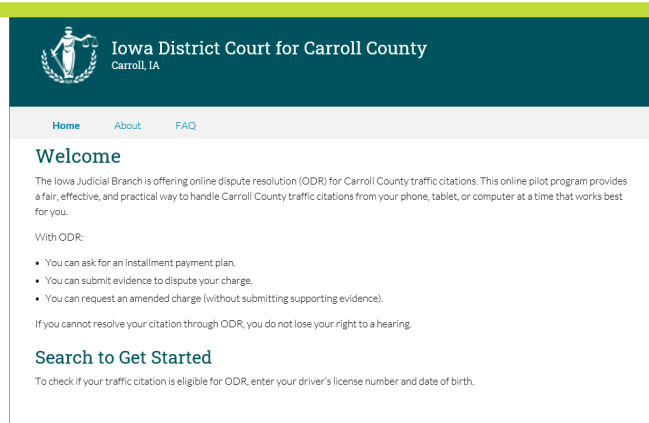 Iowa District Court for Carroll County
Carroll, IA
Home About FAQ
Welcome
The Iowa Judicial Branch is offering online dispute resolution (ODR) for Carroll County traffic citations. This online pilot program provides
a fair, effective, and practical way to handle Carroll County traffic citations from your phone, tablet, or computer at a time that works best
for you.
With ODR:
• You can ask for an installment payment plan.
• You can submit evidence to dispute your charge.
• You can request an amended charge (without submitting supporting evidence).
If you cannot resolve your citation through ODR, you do not lose your right to a hearing.
Search to Get Started
To check if your traffic citation is eligible for ODR, enter your driver's license number and date of birth.